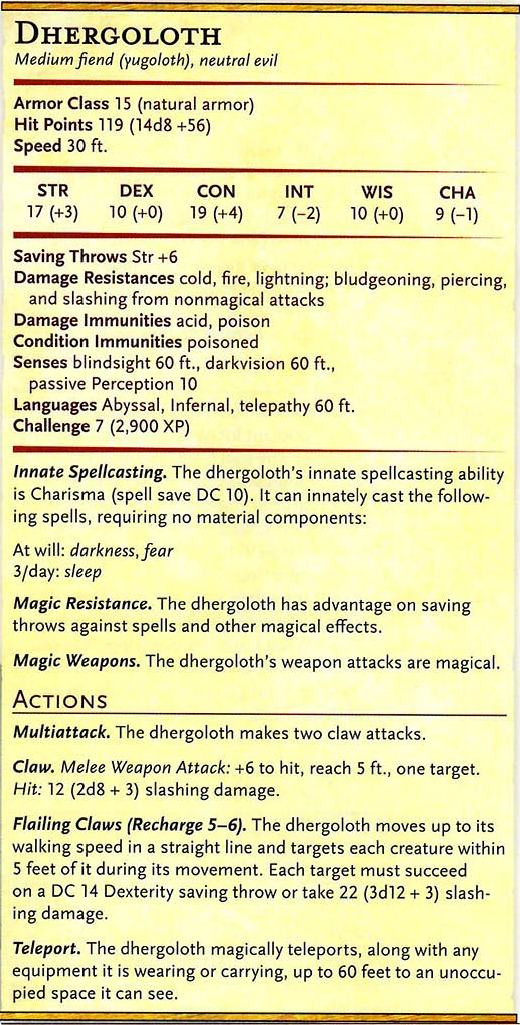 DHERGOLOTH
Medium fiend (yugoloth), neutral evil
Armor Class 15 (natural armor)
Hit Points 119 (14d8 +56)
Speed 30 ft.
STR DEX CON INT WIS CHA
17 (+3) 10 (+0) 19 (+4) 7 (−2) 10 (+0) 9 (−1)
Saving Throws Str +6
Damage Resistances cold, fire, lightning; bludgeoning, piercing,
and slashing from nonmagical attacks
Damage Immunities acid, poison
Condition Immunities poisoned
Senses blindsight 60 ft., darkvision 60 ft.,
passive Perception 10
Languages Abyssal, Infernal, telepathy 60 ft.
Challenge 7 (2,900 XP)
Innate Spellcasting. The dhergoloth's innate spellcasting ability
is Charisma (spell save DC 10). It can innately cast the follow-
ing spells, requiring no material components:
At will: darkness, fear
3/day: sleep
Magic Resistance. The dhergoloth has advantage on saving
throws against spells and other magical effects.
Magic Weapons. The dhergoloth's weapon attacks are magical.
ACTIONS
Multiattack. The dhergoloth makes two claw attacks.
Claw. Melee Weapon Attack: +6 to hit, reach 5 ft., one target.
Hit: 12 (2d8 + 3) slashing damage.
Flailing Claws (Recharge 5–6). The dhergoloth moves up to its
walking speed in a straight line and targets each creature within
5 feet of it during its movement. Each target must succeed
on a DC 14 Dexterity saving throw or take 22 (3d12 + 3) slash-
ing damage.
Teleport. The dhergoloth magically teleports, along with any
equipment it is wearing or carrying, up to 60 feet to an unoccu-
pied space it can see.